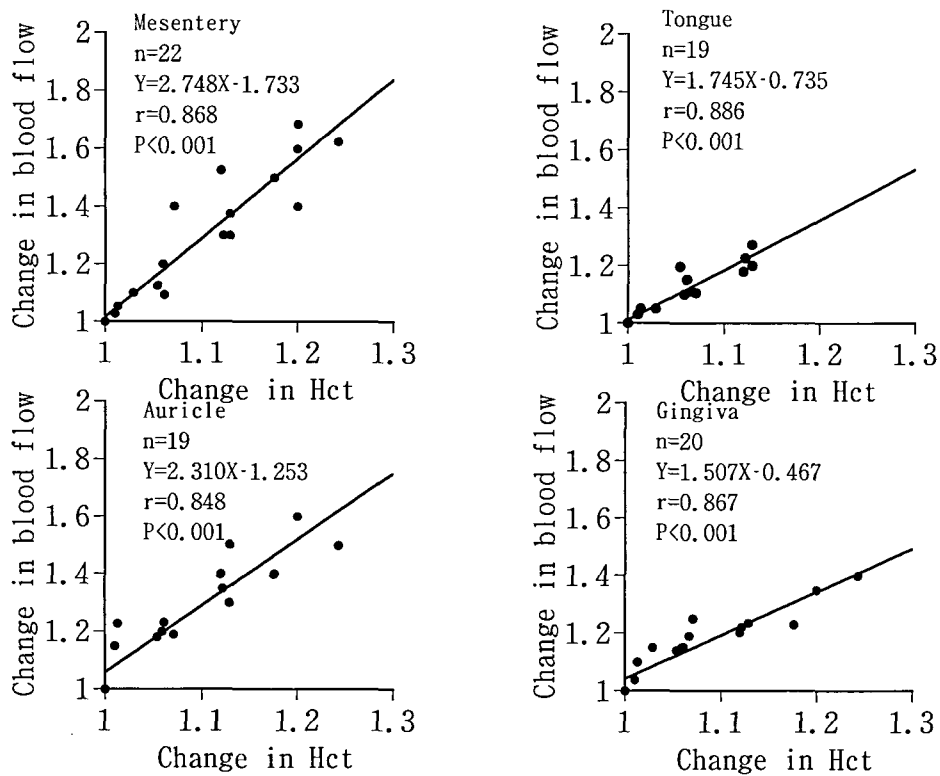 Mesentery
n=22
Y=2.748X-1.733
r=0.868
P<0.001
Change in blood flow
2
1.8
1.6
1.4
1.2
1
1
1.1
1.2
1.3
Change in Hct
Tongue
n=19
Y=1.745X-0.735
r=0.886
P<0.001
Change in blood flow
2
1.8
1.6
1.4
1.2
1
1
1.1
1.2
1.3
Change in Hct
Auricle
n=19
Y=2.310X-1.253
r=0.848
P<0.001
Change in blood flow
2
1.8
1.6
1.4
1.2
1
1
1.1
1.2
1.3
Change in Hct
Gingiva
n=20
Y=1.507X-0.467
r=0.867
P<0.001
Change in blood flow
2
1.8
1.6
1.4
1.2
1
1
1.1
1.2
1.3
Change in Hct